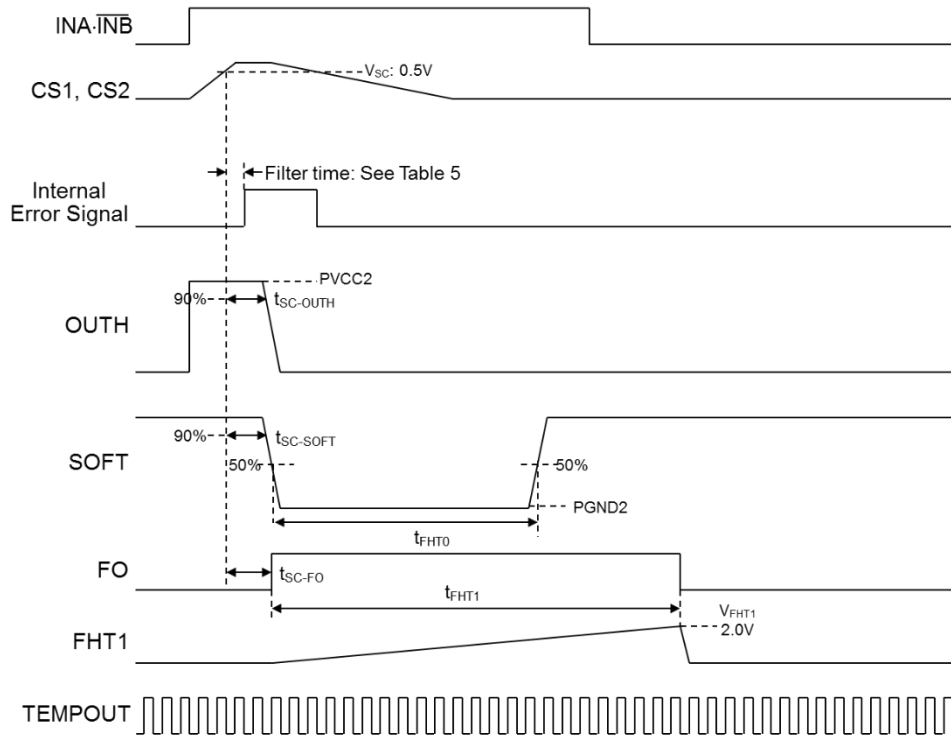 INA·I̅N̅B̅
CS1, CS2
VSC: 0.5V
Filter time: See Table 5
Internal
Error Signal
PVCC2
90%
tSC-OUTH
OUTH
90%
tSC-SOFT
SOFT
50%
50%
PGND2
tFHT0
FO
tSC-FO
tFHT1
VFHT1
2.0V
FHT1
TEMPOUT